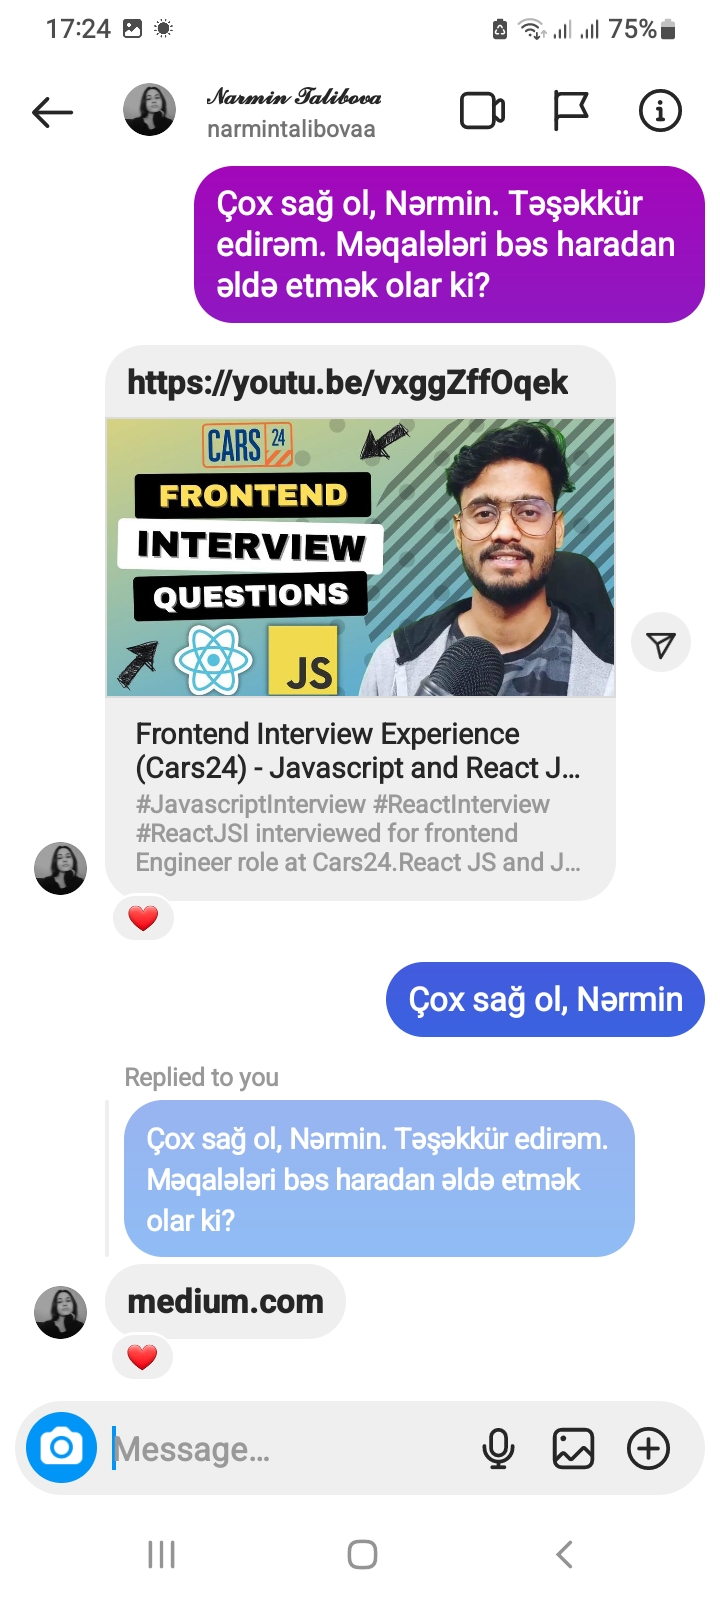 17:24
75%
𝓝𝓪𝓻𝓶𝓲𝓷 𝓣𝓪𝓵𝓲𝓫𝓸𝓿𝓪
narmintalibovaa
Çox sağ ol, Nərmin. Təşəkkür
edirəm. Məqalələri bəs haradan
əldə etmək olar ki?
https://youtu.be/vxggZffOqek
CARS 24
FRONTEND
INTERVIEW
QUESTIONS
JS
Frontend Interview Experience
(Cars24) - Javascript and React J...
#JavascriptInterview #ReactInterview
#ReactJSI interviewed for frontend
Engineer role at Cars24.React JS and J...
Çox sağ ol, Nərmin
Replied to you
Çox sağ ol, Nərmin. Təşəkkür edirəm.
Məqalələri bəs haradan əldə etmək
olar ki?
medium.com
Message...